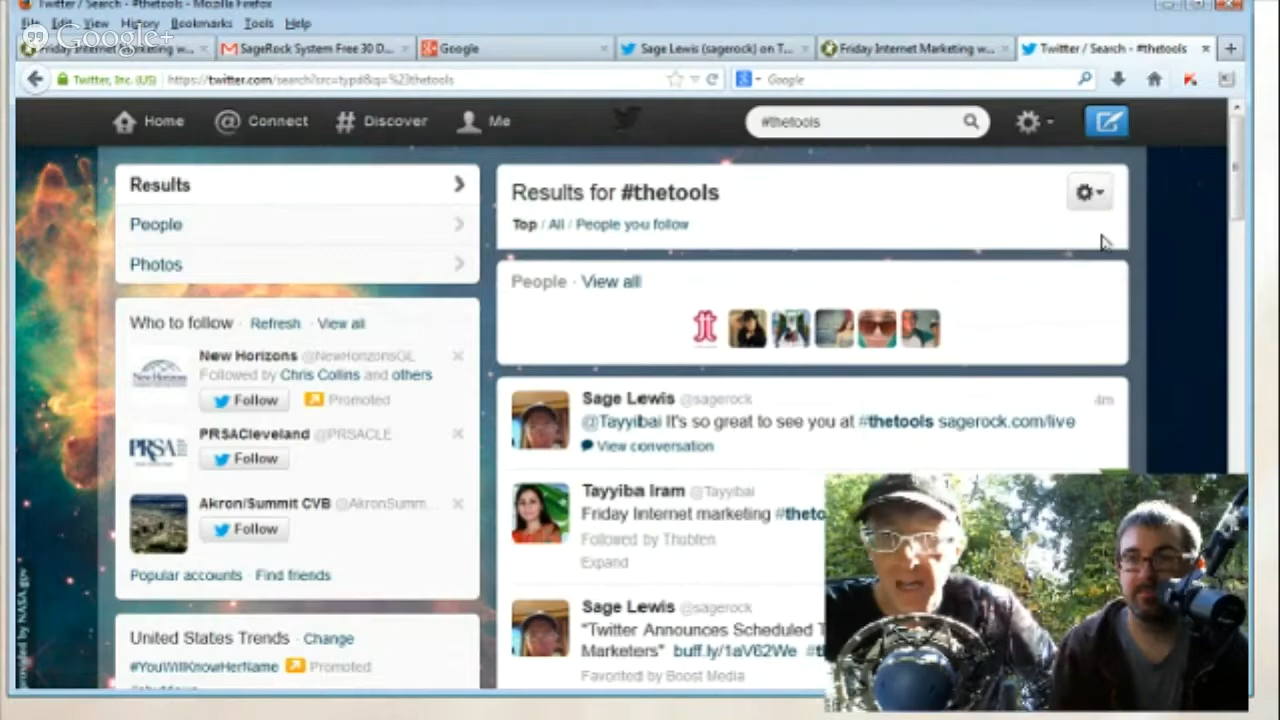 Twitter / Search - #thetools - Mozilla Firefox
File Edit View History Bookmarks Tools Help
Google+
Friday Internet Marketing w... SageRock System Free 30 D... Google Sage Lewis (sagerock) on T... Friday Internet Marketing w... Twitter / Search - #thetools
Twitter, Inc. (US) https://twitter.com/search?src=typd&q=%23thetools Google
Home Connect Discover Me #thetools
Results
People
Photos
Results for #thetools
Top / All / People you follow
People · View all
Who to follow · Refresh · View all
New Horizons @NewHorizonsGL
Followed by Chris Collins and others
Follow Promoted
PRSACleveland @PRSACLE
Follow
PRSA
Akron/Summit CVB @AkronSumm...
Follow
Popular accounts · Find friends
United States Trends · Change
#YouWillKnowHerName Promoted
Sage Lewis @sagerock 4m
@Tayyibai It's so great to see you at #thetools sagerock.com/live
View conversation
Tayyiba Iram @Tayyibai
Friday Internet marketing #theto
Followed by Thublen
Expand
Sage Lewis @sagerock
"Twitter Announces Scheduled T
Marketers" buff.ly/1aV62We #t
Favorited by Boost Media